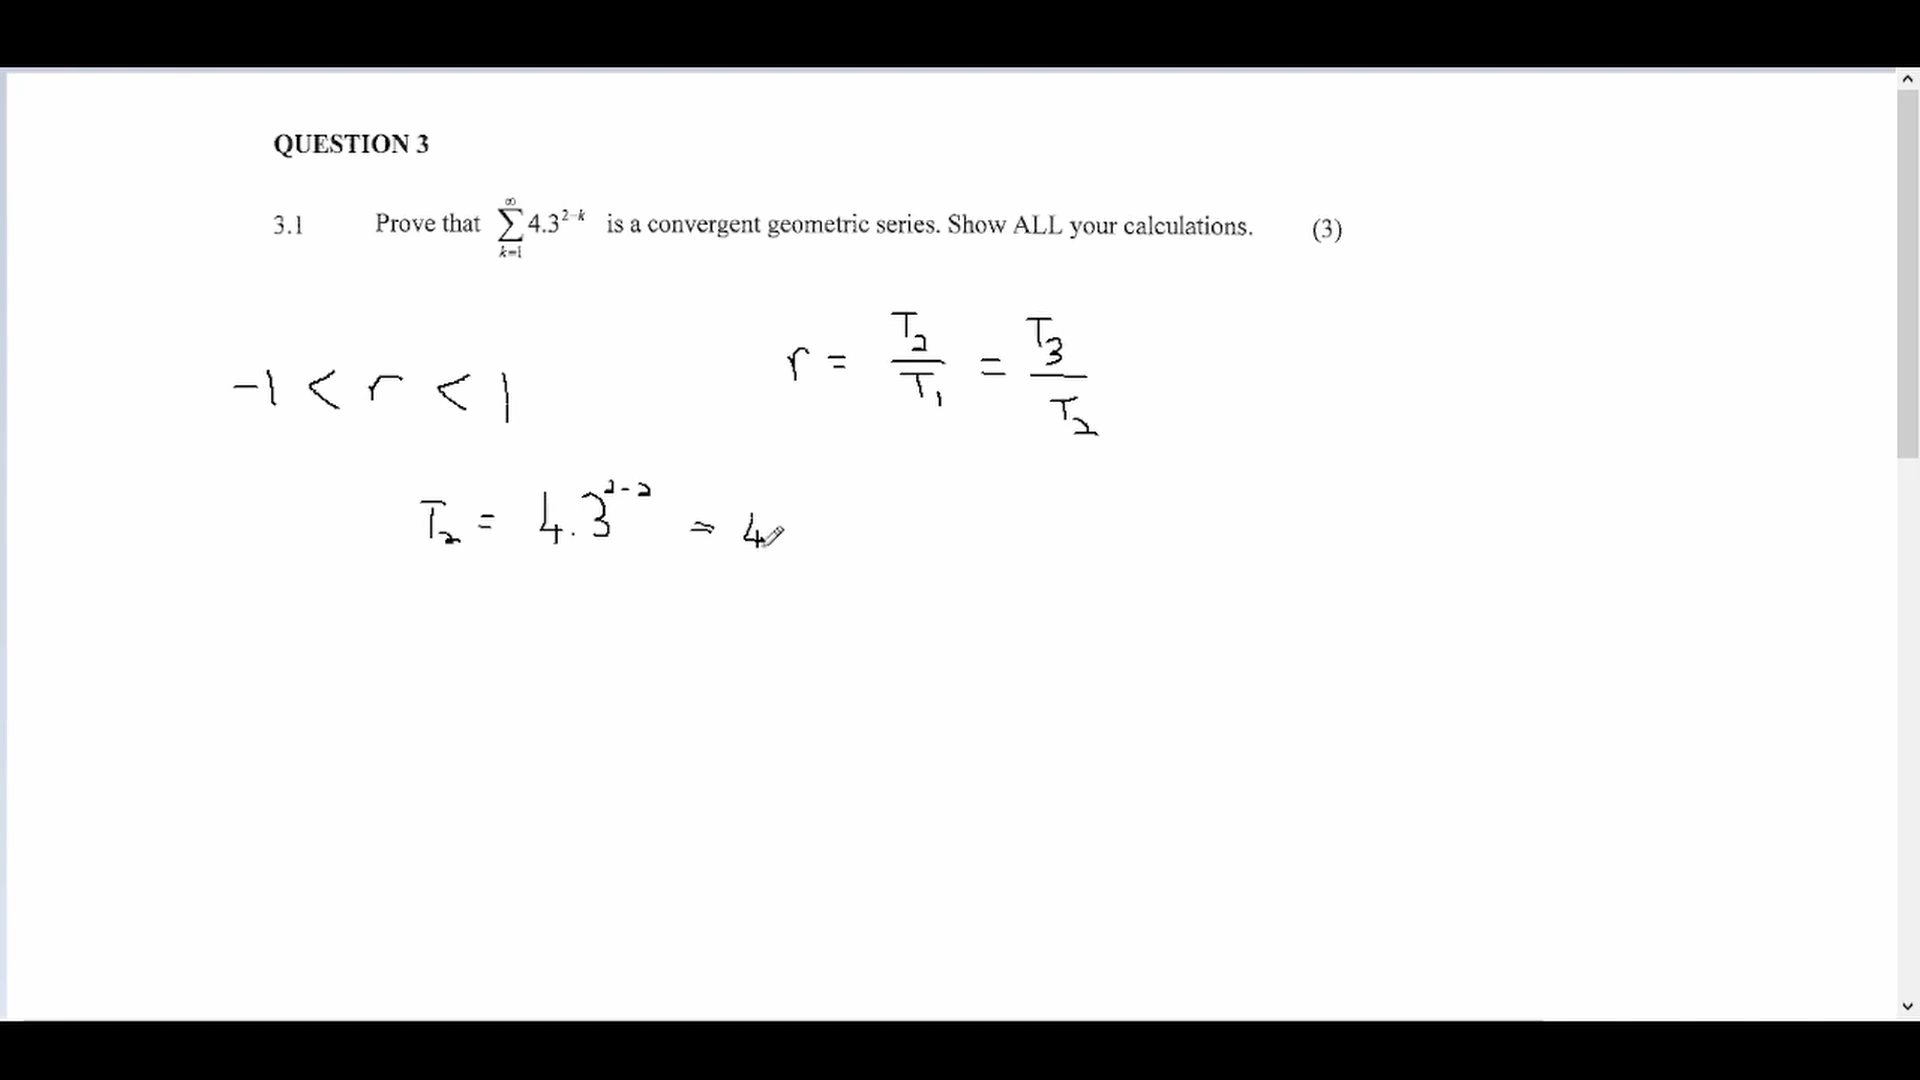 QUESTION 3
3.1 Prove that ∞∑k=1 4.3^{2-k} is a convergent geometric series. Show ALL your calculations. (3)
r = T₂/T₁ = T₃/T₂
-1 < r < 1
T₂ = 4.3^{2-2} = 4